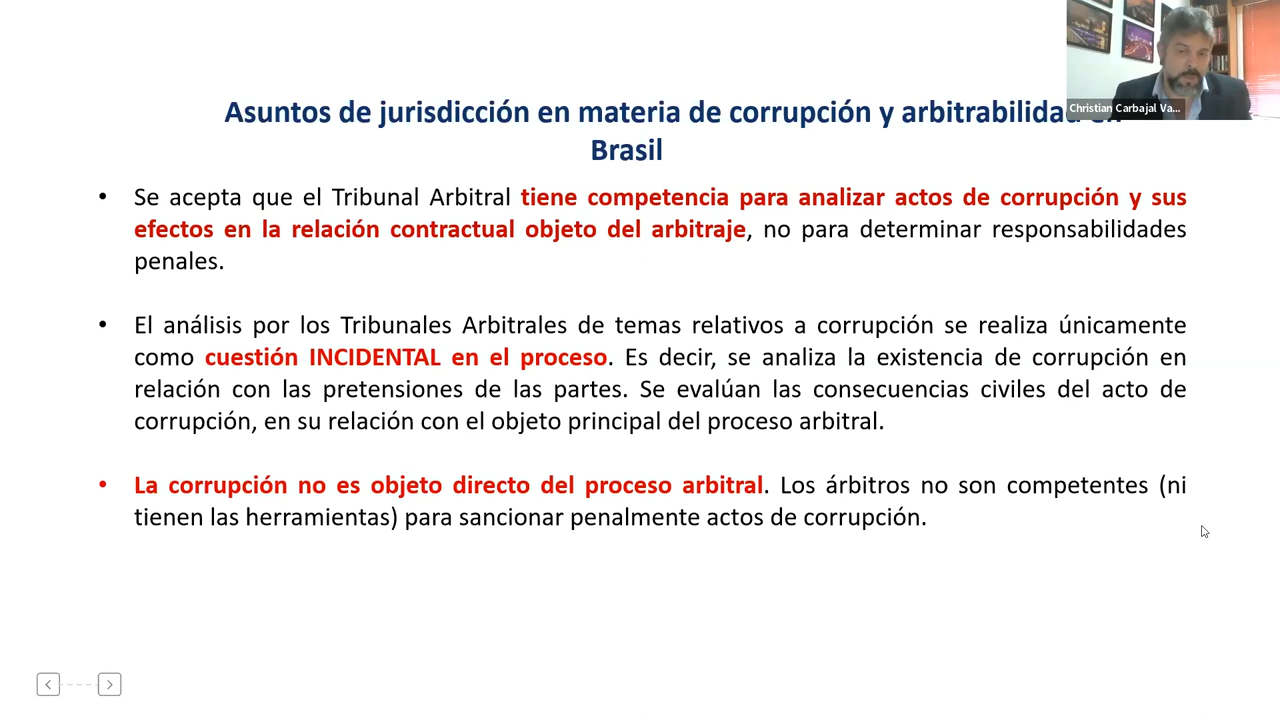 Asuntos de jurisdicción en materia de corrupción y arbitrabilidad en
Brasil
Christian Carbajal Va...
• Se acepta que el Tribunal Arbitral tiene competencia para analizar actos de corrupción y sus
efectos en la relación contractual objeto del arbitraje, no para determinar responsabilidades
penales.
• El análisis por los Tribunales Arbitrales de temas relativos a corrupción se realiza únicamente
como cuestión INCIDENTAL en el proceso. Es decir, se analiza la existencia de corrupción en
relación con las pretensiones de las partes. Se evalúan las consecuencias civiles del acto de
corrupción, en su relación con el objeto principal del proceso arbitral.
• La corrupción no es objeto directo del proceso arbitral. Los árbitros no son competentes (ni
tienen las herramientas) para sancionar penalmente actos de corrupción.